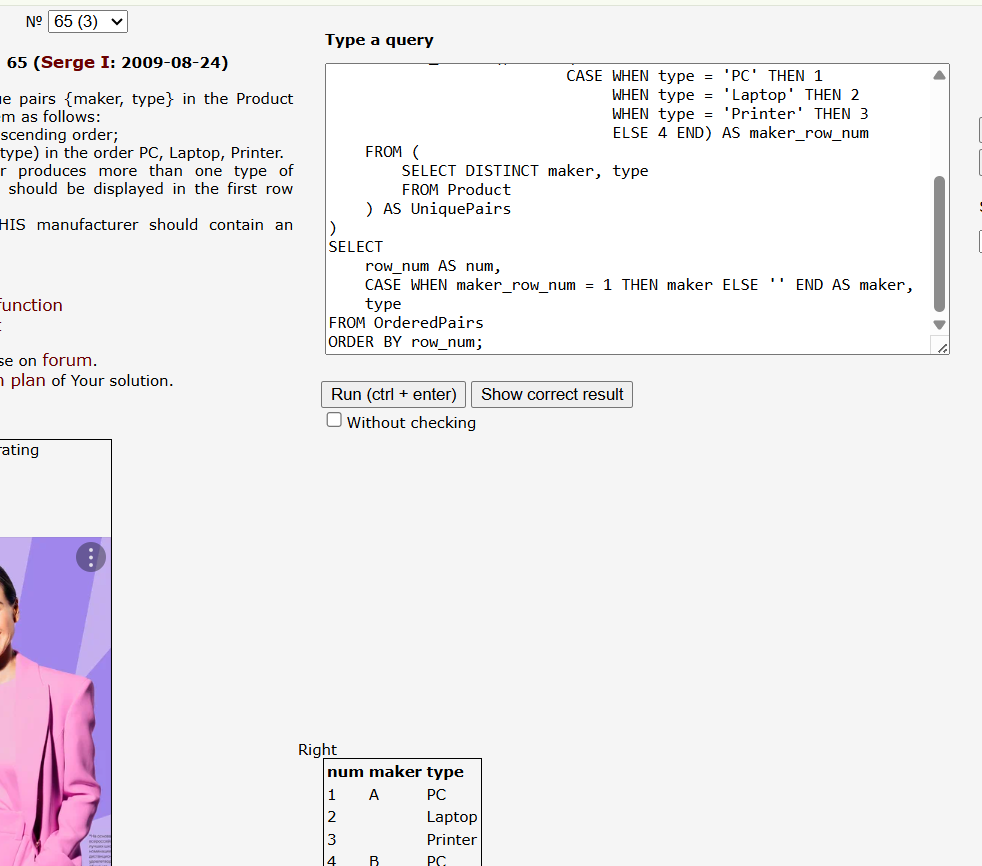 Nº 65 (3)
65 (Serge I: 2009-08-24)
ue pairs {maker, type} in the Product
em as follows:
scending order;
type) in the order PC, Laptop, Printer.
r produces more than one type of
should be displayed in the first row
HIS manufacturer should contain an
function
se on forum.
n plan of Your solution.
rating
Type a query
CASE WHEN type = 'PC' THEN 1
WHEN type = 'Laptop' THEN 2
WHEN type = 'Printer' THEN 3
ELSE 4 END) AS maker_row_num
FROM (
SELECT DISTINCT maker, type
FROM Product
) AS UniquePairs
)
SELECT
row_num AS num,
CASE WHEN maker_row_num = 1 THEN maker ELSE '' END AS maker,
type
FROM OrderedPairs
ORDER BY row_num;
Run (ctrl + enter) Show correct result
Without checking
Right
num maker type
1 A PC
2 Laptop
3 Printer
4 B PC